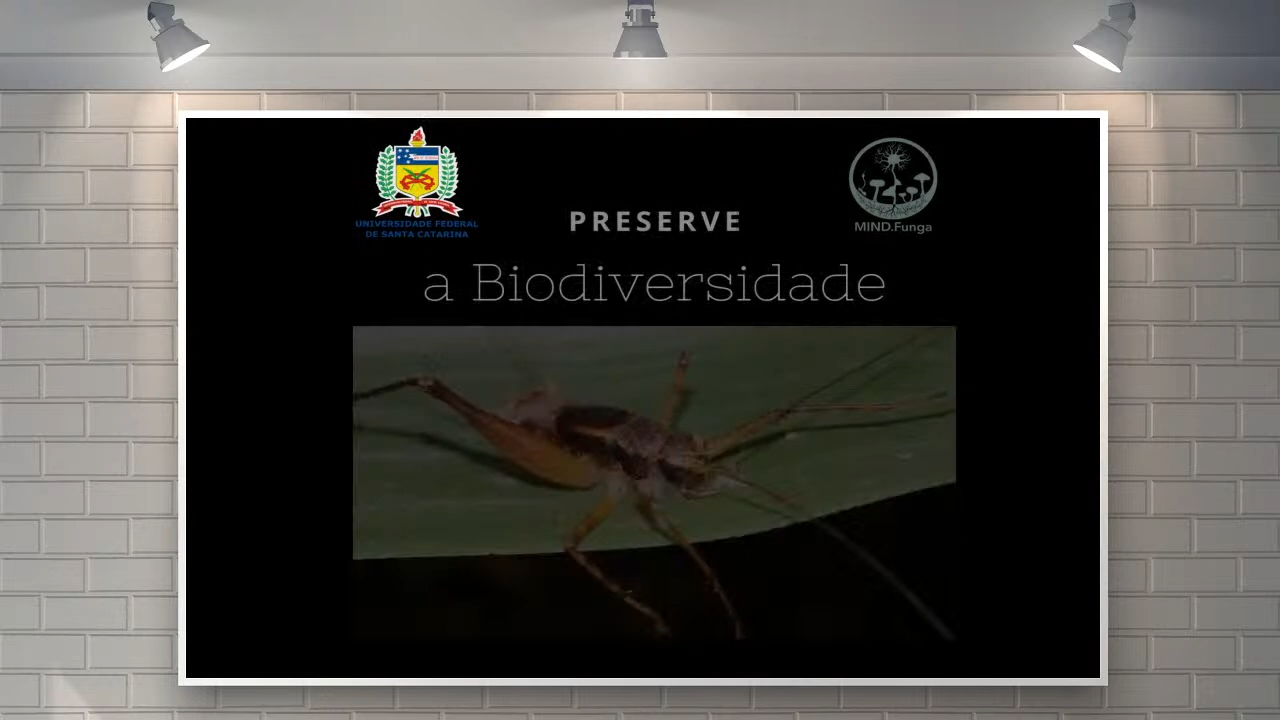 PRESERVE
a Biodiversidade
UNIVERSIDADE FEDERAL
DE SANTA CATARINA
MIND.Funga